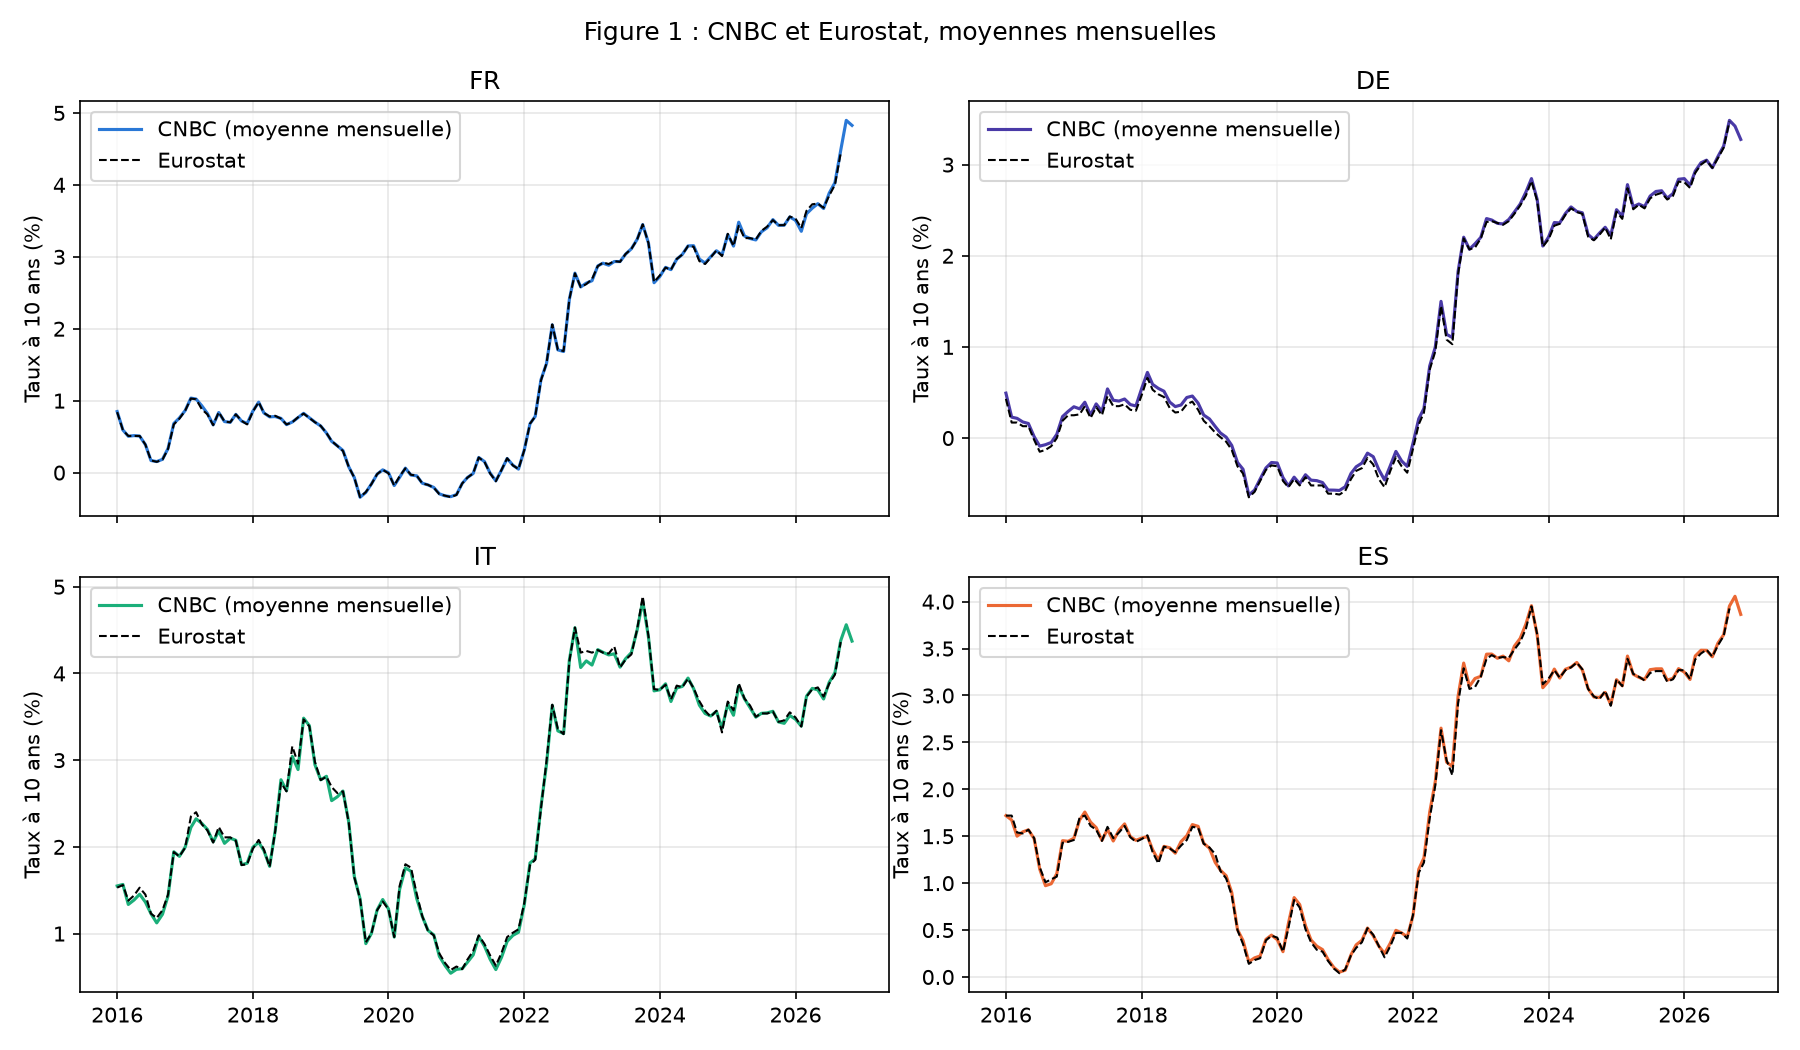 Figure 1 : CNBC et Eurostat, moyennes mensuelles
FR
CNBC (moyenne mensuelle)
Eurostat
Taux à 10 ans (%)
5
4
3
2
1
0
DE
CNBC (moyenne mensuelle)
Eurostat
Taux à 10 ans (%)
3
2
1
0
IT
CNBC (moyenne mensuelle)
Eurostat
Taux à 10 ans (%)
5
4
3
2
1
2016 2018 2020 2022 2024 2026
ES
CNBC (moyenne mensuelle)
Eurostat
Taux à 10 ans (%)
4.0
3.5
3.0
2.5
2.0
1.5
1.0
0.5
0.0
2016 2018 2020 2022 2024 2026